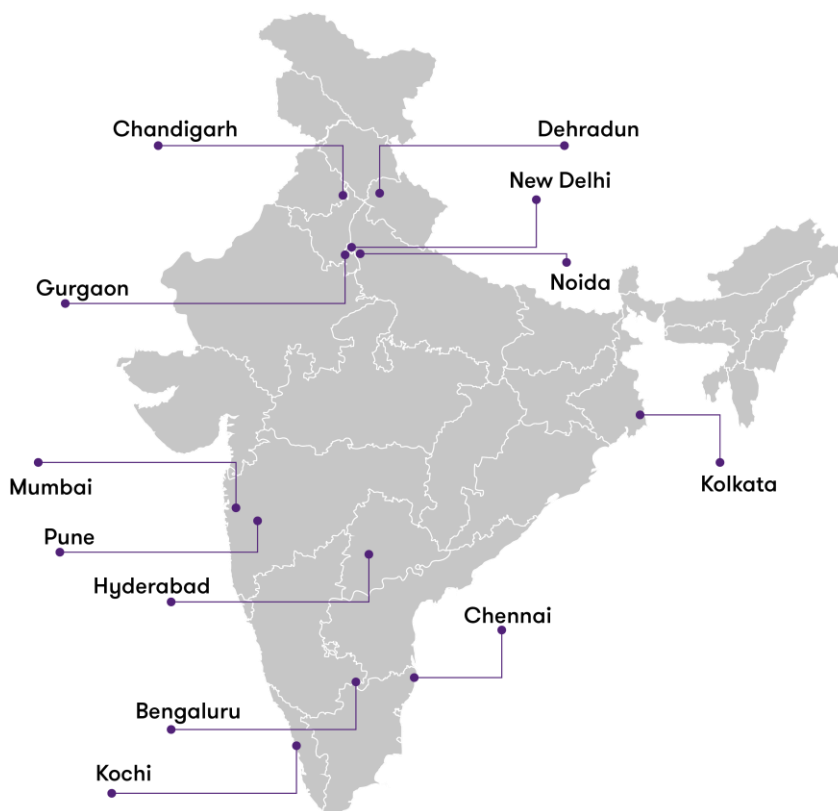 Chandigarh
Dehradun
New Delhi
Noida
Gurgaon
Mumbai
Kolkata
Pune
Hyderabad
Chennai
Bengaluru
Kochi